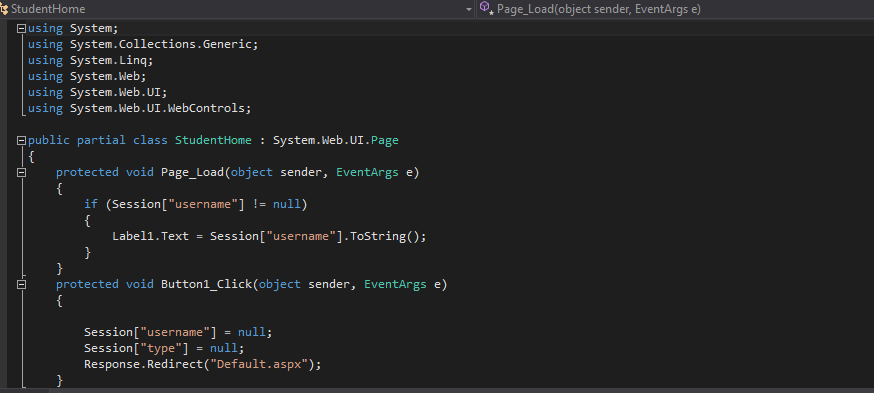 StudentHome
Page_Load(object sender, EventArgs e)
using System;
using System.Collections.Generic;
using System.Linq;
using System.Web;
using System.Web.UI;
using System.Web.UI.WebControls;
public partial class StudentHome : System.Web.UI.Page
{
protected void Page_Load(object sender, EventArgs e)
{
if (Session["username"] != null)
{
Label1.Text = Session["username"].ToString();
}
}
protected void Button1_Click(object sender, EventArgs e)
{
Session["username"] = null;
Session["type"] = null;
Response.Redirect("Default.aspx");
}